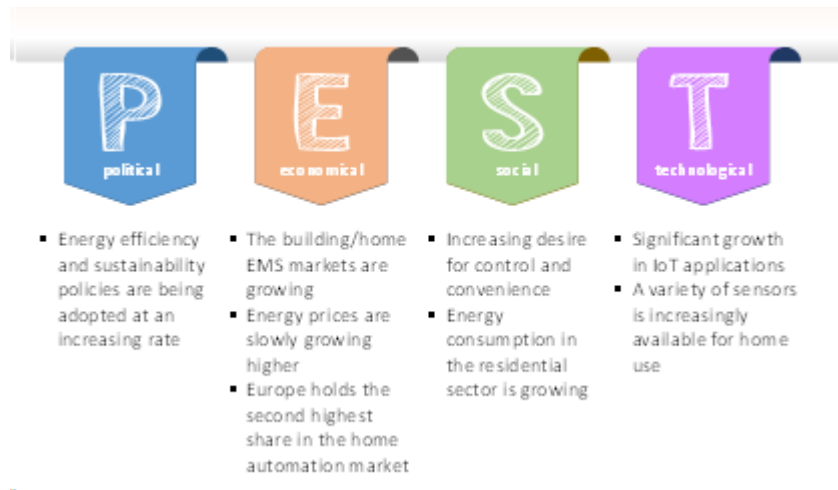 P
political
▪ Energy efficiency
and sustainability
policies are being
adopted at an
increasing rate
E
economical
▪ The building/home
EMS markets are
growing
▪ Energy prices are
slowly growing
higher
▪ Europe holds the
second highest
share in the home
automation market
S
social
▪ Increasing desire
for control and
convenience
▪ Energy
consumption in
the residential
sector is growing
T
technological
▪ Significant growth
in IoT applications
▪ A variety of sensors
is increasingly
available for home
use